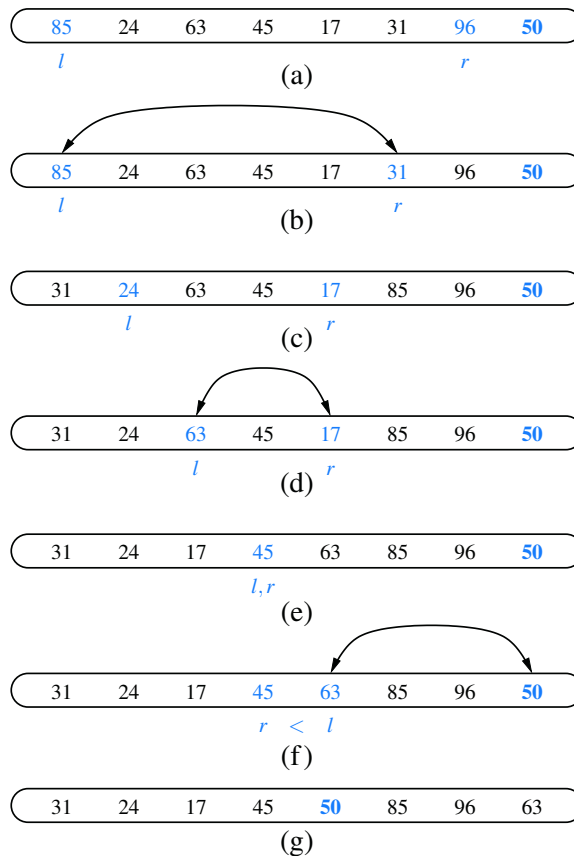 85 24 63 45 17 31 96 50
l r
(a)
85 24 63 45 17 31 96 50
l r
(b)
31 24 63 45 17 85 96 50
l r
(c)
31 24 63 45 17 85 96 50
l r
(d)
31 24 17 45 63 85 96 50
l, r
(e)
31 24 17 45 63 85 96 50
r < l
(f)
31 24 17 45 50 85 96 63
(g)